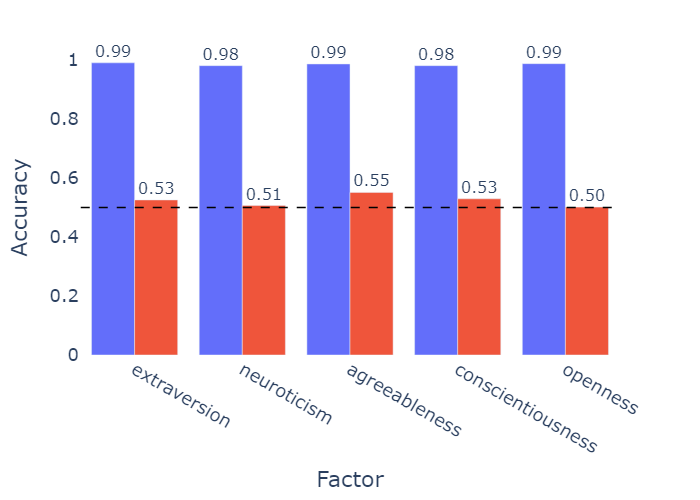 0.99
0.98
0.99
0.98
0.99
1
0.8
0.6
0.4
0.2
0
0.53
0.51
0.55
0.53
0.50
Accuracy
extraversion
neuroticism
agreeableness
conscientiousness
openness
Factor